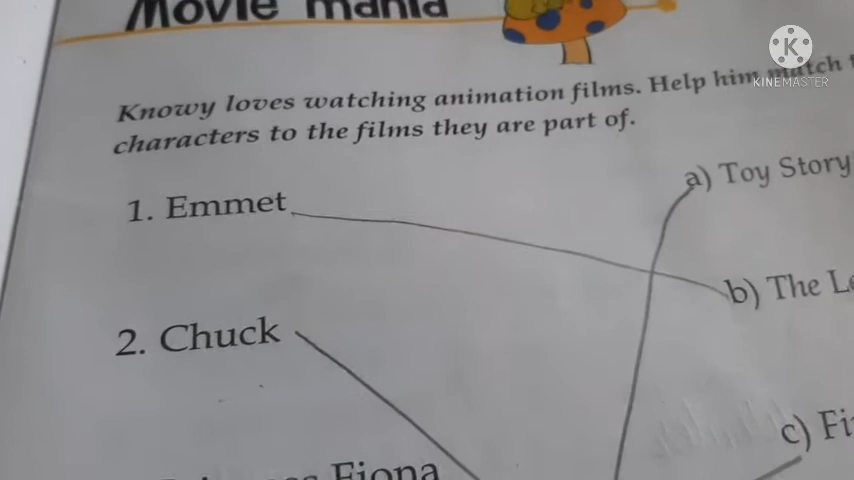 Movie mania
Knowy loves watching animation films. Help him match
characters to the films they are part of.
1. Emmet
a) Toy Story
b) The
2. Chuck
c)
Fiona
K
KINEMASTER